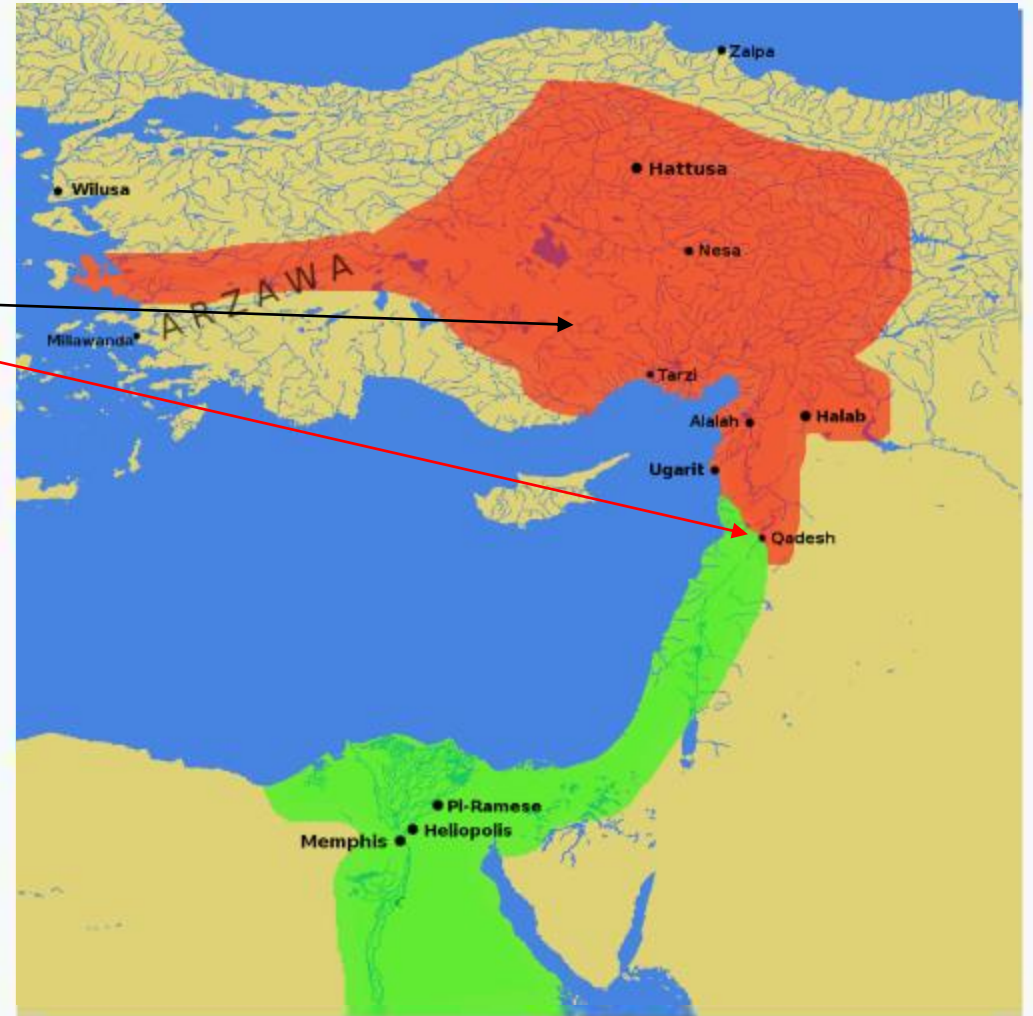 Zalpa
Hattusa
Wilusa
Nesa
ARZAWA
Millawanda
Tarzi
Alalah
Halab
Ugarit
Qadesh
Pi-Ramese
Heliopolis
Memphis